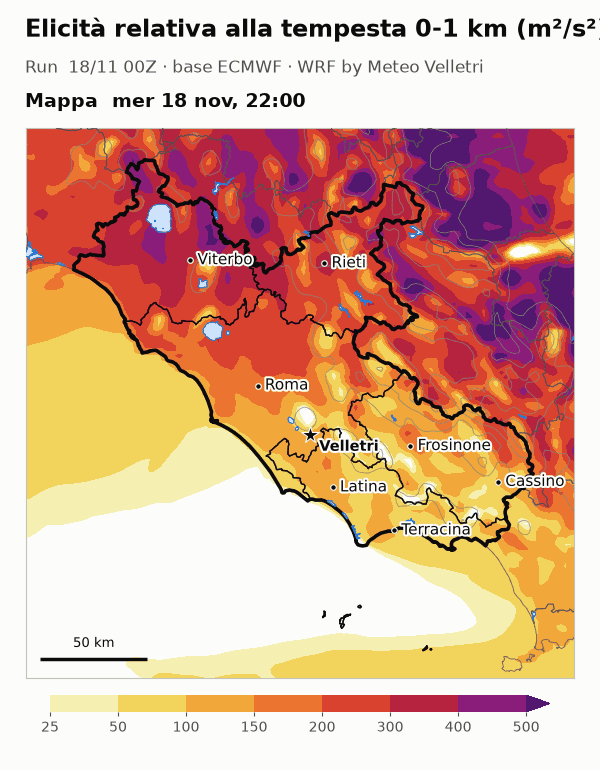 Elicità relativa alla tempesta 0-1 km (m²/s²)
Run  18/11 00Z · base ECMWF · WRF by Meteo Velletri
Mappa  mer 18 nov, 22:00
Viterbo
Rieti
Roma
Velletri
Frosinone
Cassino
Latina
Terracina
50 km
25 50 100 150 200 300 400 500